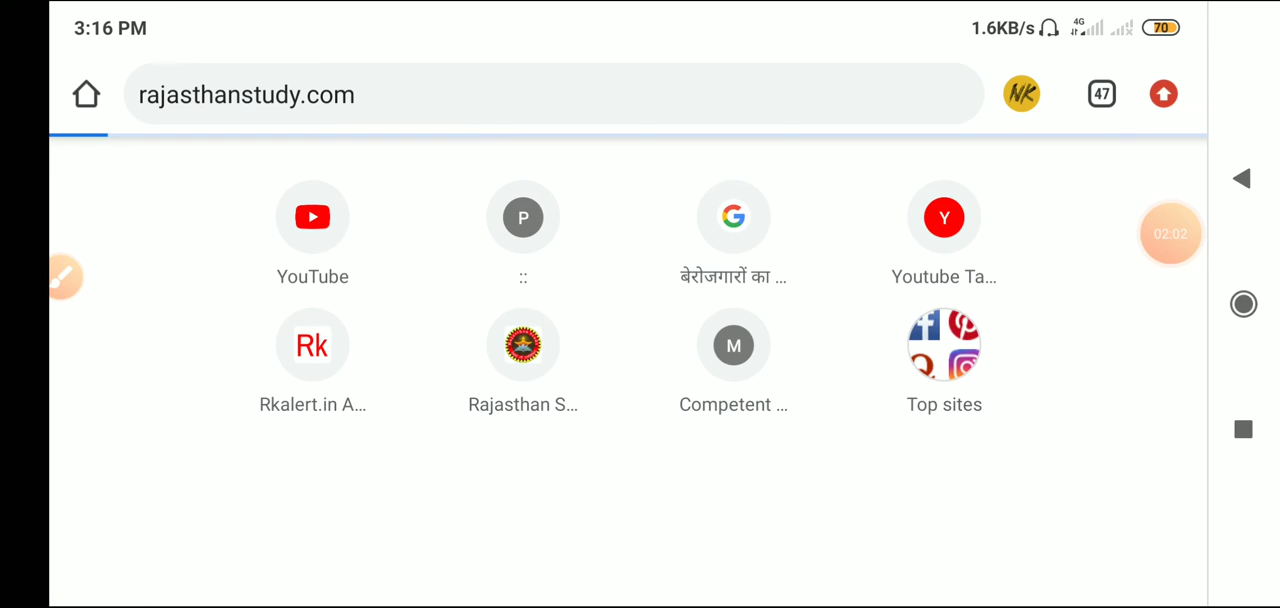 3:16 PM 1.6KB/s 4G 70
rajasthanstudy.com NK 47
P Y
02:02
YouTube :: बेरोजगारों का ... Youtube Ta...
Rk M
Rkalert.in A... Rajasthan S... Competent ... Top sites